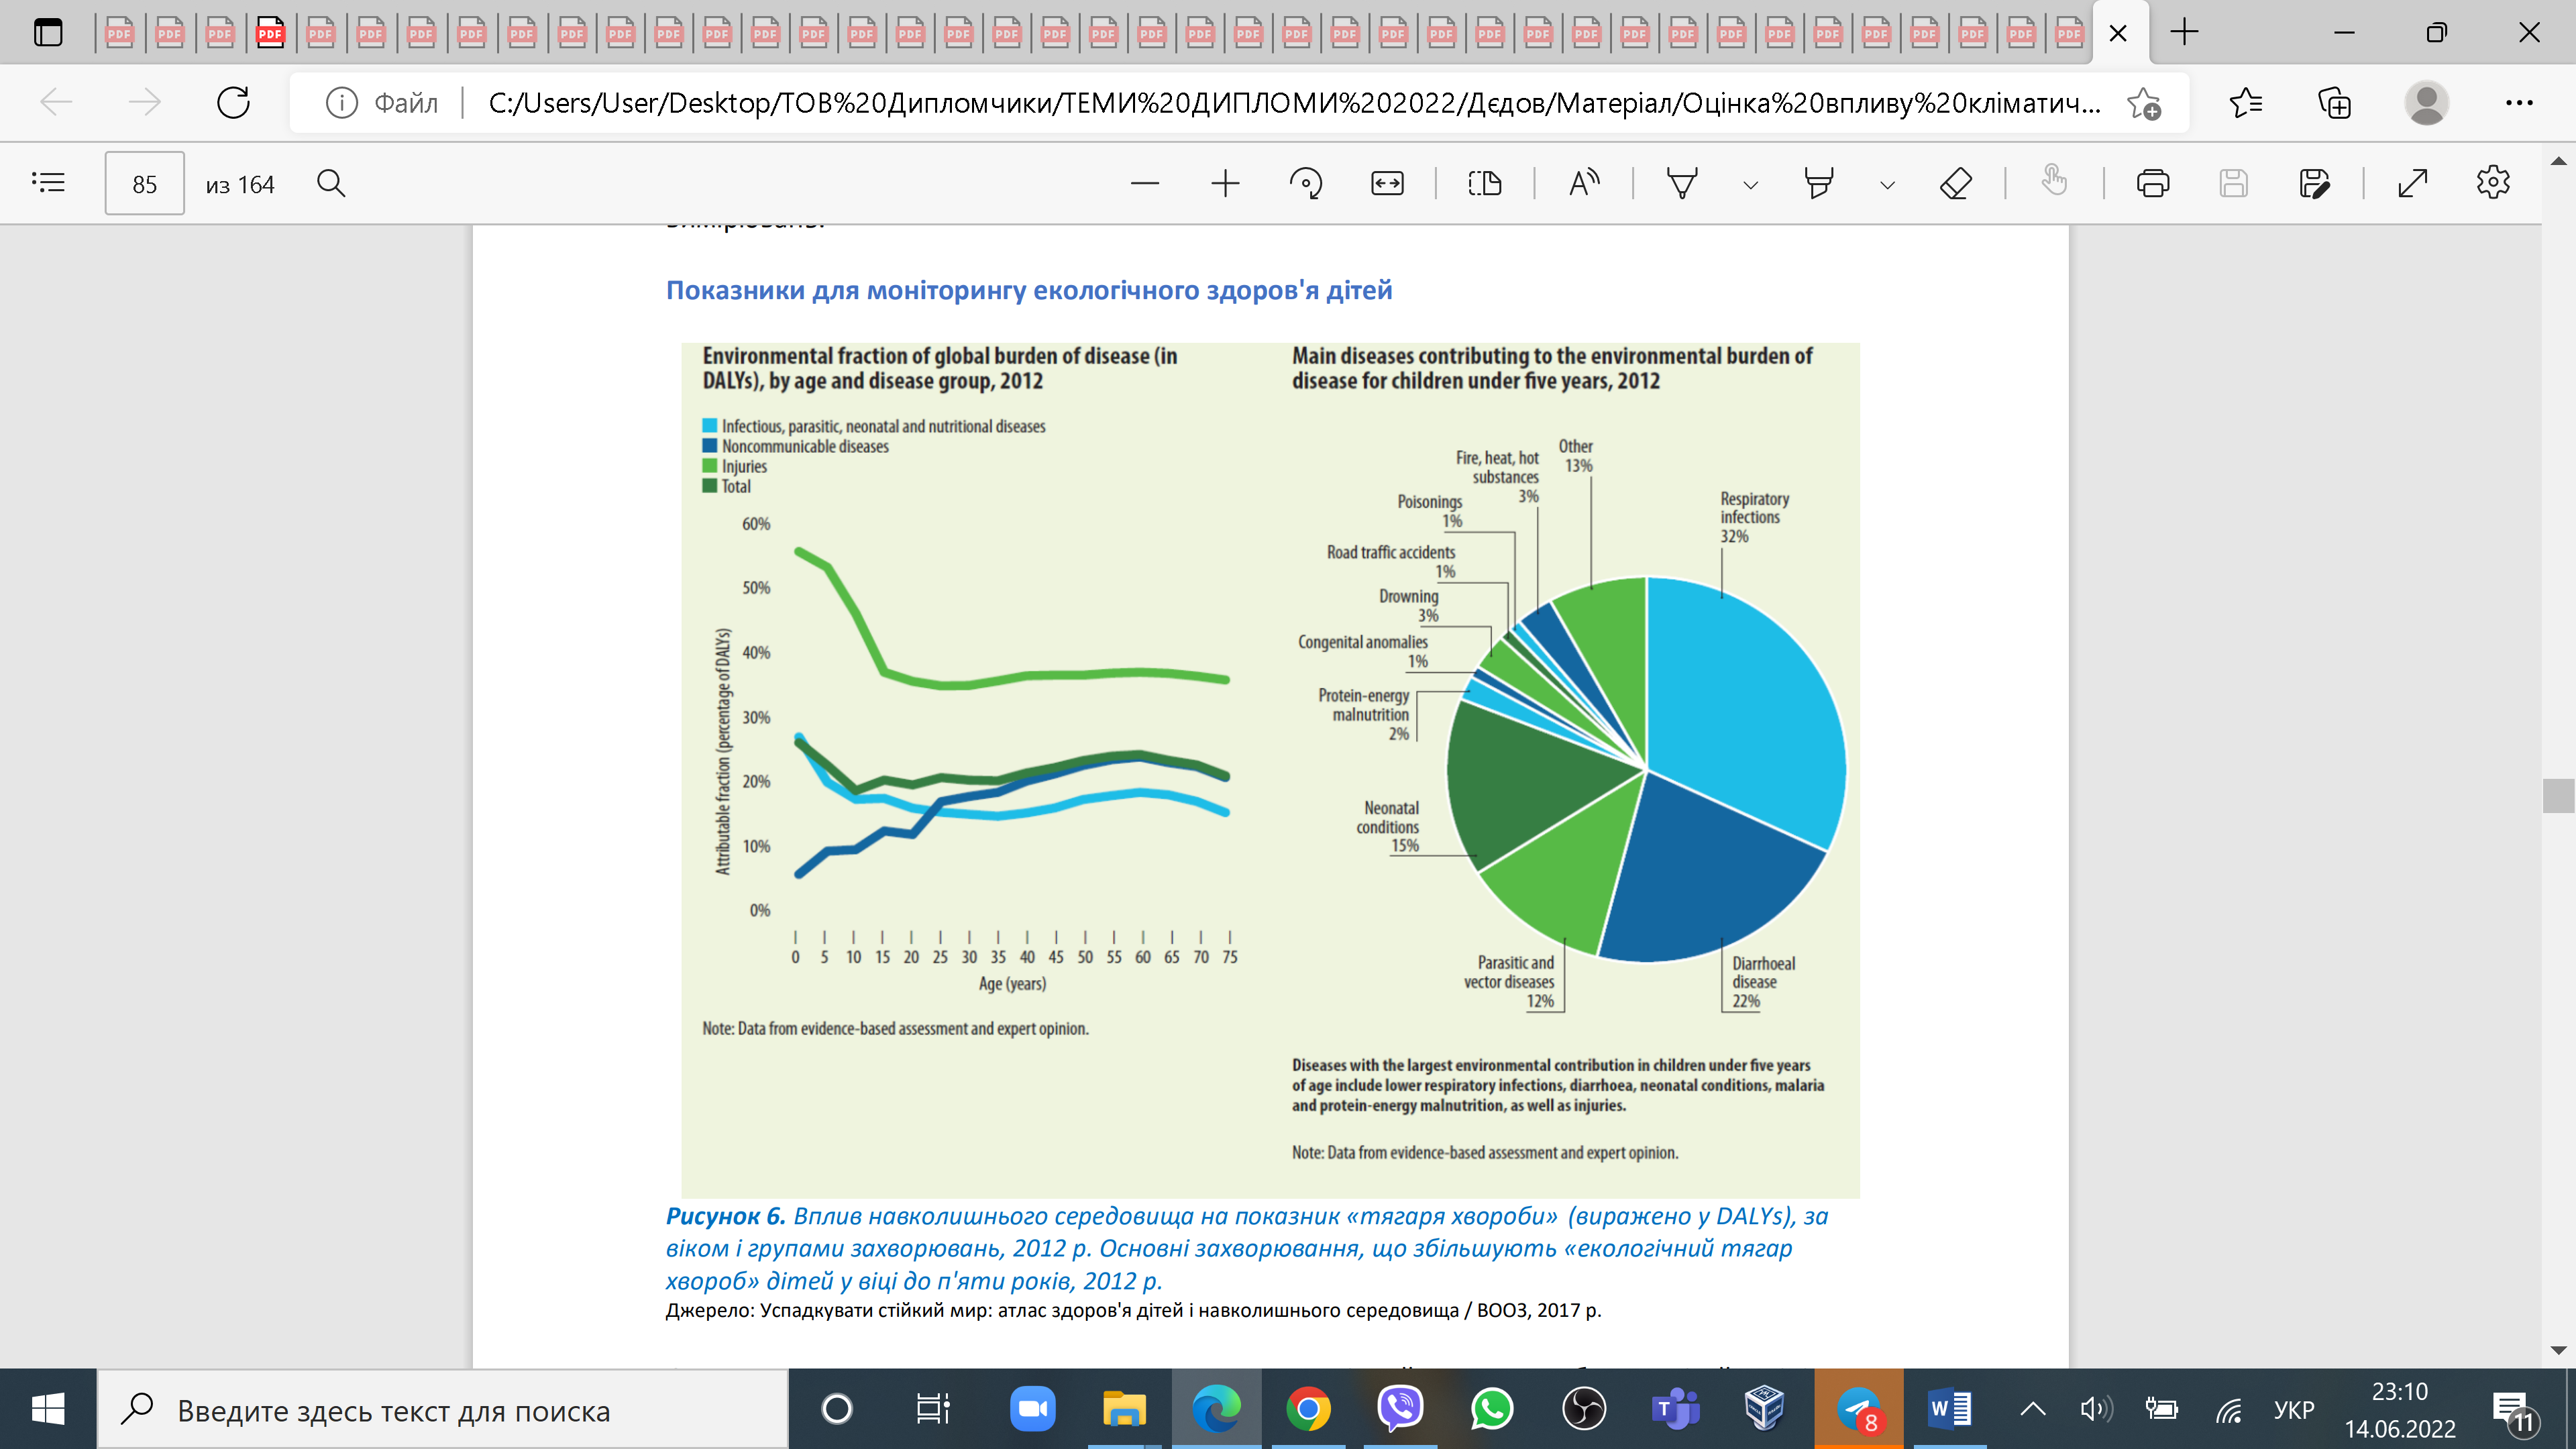 Файл
C:/Users/User/Desktop/ТОВ%20Дипломчики/ТЕМИ%20ДИПЛОМИ%202022/Дєдов/Матеріал/Оцінка%20впливу%20кліматич...
85 из 164
Показники для моніторингу екологічного здоров'я дітей
Environmental fraction of global burden of disease (in
DALYs), by age and disease group, 2012
Infectious, parasitic, neonatal and nutritional diseases
Noncommunicable diseases
Injuries
Total
60%
50%
40%
30%
20%
10%
0%
Attributable fraction (percentage of DALYs)
0 5 10 15 20 25 30 35 40 45 50 55 60 65 70 75
Age (years)
Note: Data from evidence-based assessment and expert opinion.
Main diseases contributing to the environmental burden of
disease for children under five years, 2012
Other
13%
Fire, heat, hot
substances
3%
Poisonings
1%
Road traffic accidents
1%
Drowning
3%
Congenital anomalies
1%
Protein-energy
malnutrition
2%
Neonatal
conditions
15%
Parasitic and
vector diseases
12%
Diarrhoeal
disease
22%
Respiratory
infections
32%
Diseases with the largest environmental contribution in children under five years
of age include lower respiratory infections, diarrhoea, neonatal conditions, malaria
and protein-energy malnutrition, as well as injuries.
Note: Data from evidence-based assessment and expert opinion.
Рисунок 6. Вплив навколишнього середовища на показник «тягаря хвороби» (виражено у DALYs), за
віком і групами захворювань, 2012 р. Основні захворювання, що збільшують «екологічний тягар
хвороб» дітей у віці до п'яти років, 2012 р.
Джерело: Успадкувати стійкий мир: атлас здоров'я дітей і навколишнього середовища / ВООЗ, 2017 р.
Введите здесь текст для поиска
8
УКР
23:10
14.06.2022
11